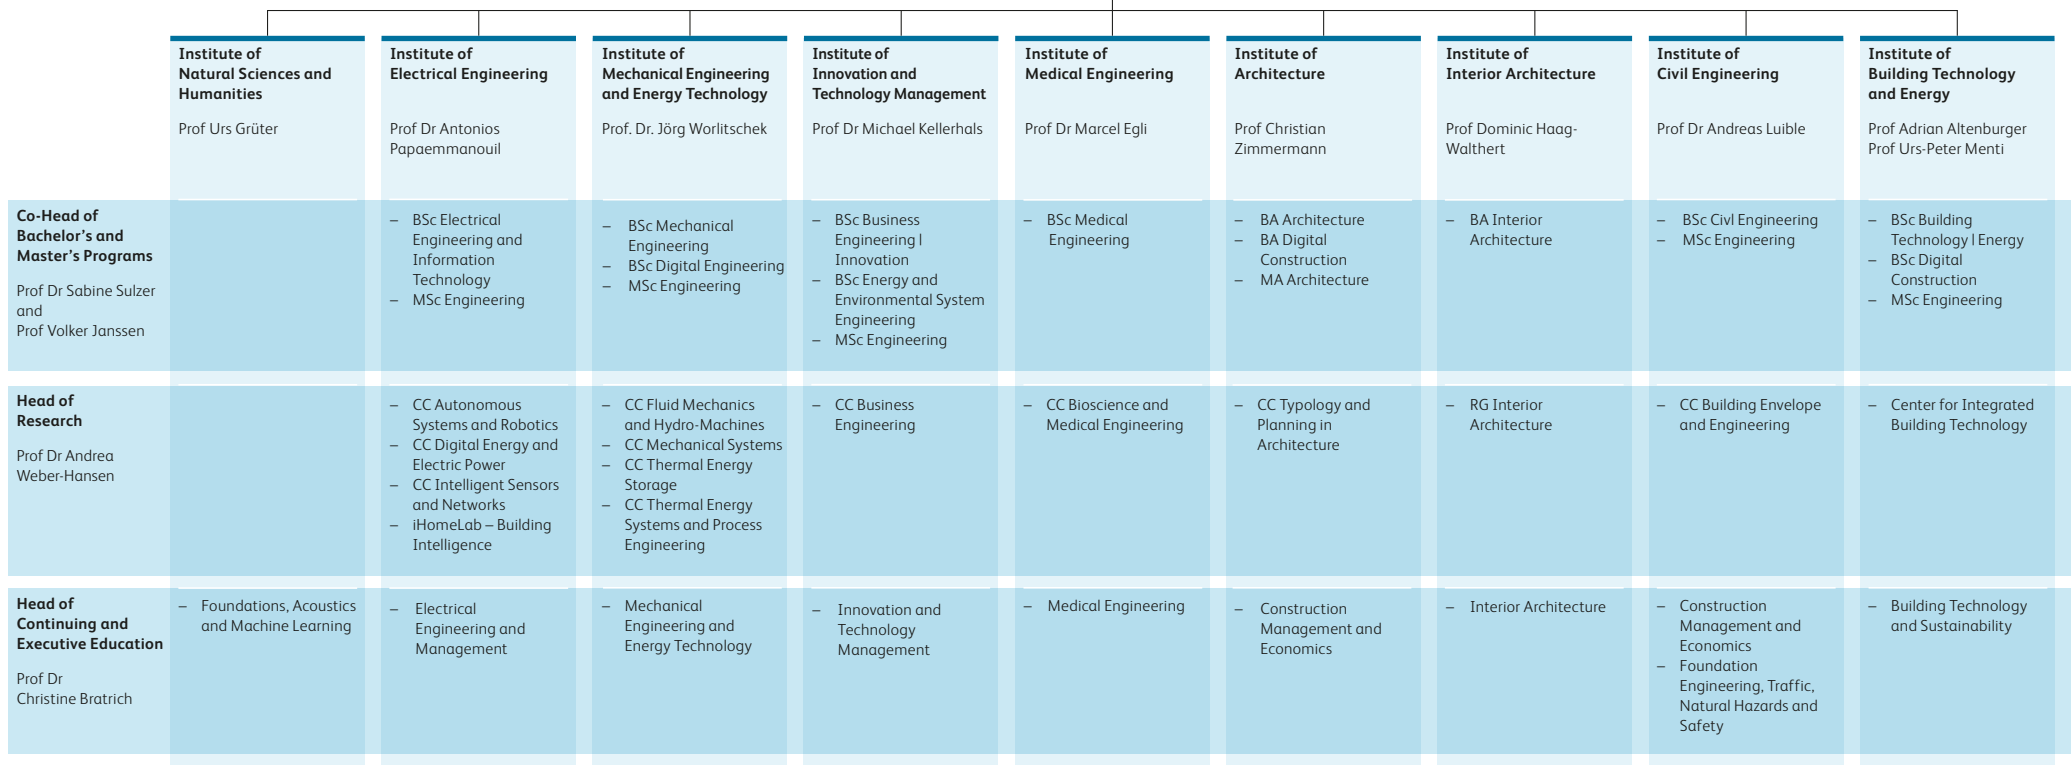 Institute of
Natural Sciences and
Humanities
Prof Urs Grüter
Institute of
Electrical Engineering
Prof Dr Antonios
Papaemmanouil
Institute of
Mechanical Engineering
and Energy Technology
Prof. Dr. Jörg Worlitschek
Institute of
Innovation and
Technology Management
Prof Dr Michael Kellerhals
Institute of
Medical Engineering
Prof Dr Marcel Egli
Institute of
Architecture
Prof Christian
Zimmermann
Institute of
Interior Architecture
Prof Dominic Haag-
Walthert
Institute of
Civil Engineering
Prof Dr Andreas Luible
Institute of
Building Technology
and Energy
Prof Adrian Altenburger
Prof Urs-Peter Menti
Co-Head of
Bachelor's and
Master's Programs
Prof Dr Sabine Sulzer
and
Prof Volker Janssen
– BSc Electrical
Engineering and
Information
Technology
– MSc Engineering
– BSc Mechanical
Engineering
– BSc Digital Engineering
– MSc Engineering
– BSc Business
Engineering | 
Innovation
– BSc Energy and
Environmental System
Engineering
– MSc Engineering
– BSc Medical
Engineering
– BA Architecture
– BA Digital
Construction
– MA Architecture
– BA Interior
Architecture
– BSc Civl Engineering
– MSc Engineering
– BSc Building
Technology | Energy
– BSc Digital
Construction
– MSc Engineering
Head of
Research
Prof Dr Andrea
Weber-Hansen
– CC Autonomous
Systems and Robotics
– CC Digital Energy and
Electric Power
– CC Intelligent Sensors
and Networks
– iHomeLab – Building
Intelligence
– CC Fluid Mechanics
and Hydro-Machines
– CC Mechanical Systems
– CC Thermal Energy
Storage
– CC Thermal Energy
Systems and Process
Engineering
– CC Business
Engineering
– CC Bioscience and
Medical Engineering
– CC Typology and
Planning in
Architecture
– RG Interior
Architecture
– CC Building Envelope
and Engineering
– Center for Integrated
Building Technology
Head of
Continuing and
Executive Education
Prof Dr
Christine Bratrich
– Foundations, Acoustics
and Machine Learning
– Electrical
Engineering and
Management
– Mechanical
Engineering and
Energy Technology
– Innovation and
Technology
Management
– Medical Engineering
– Construction
Management and
Economics
– Interior Architecture
– Construction
Management and
Economics
– Foundation
Engineering, Traffic,
Natural Hazards and
Safety
– Building Technology
and Sustainability